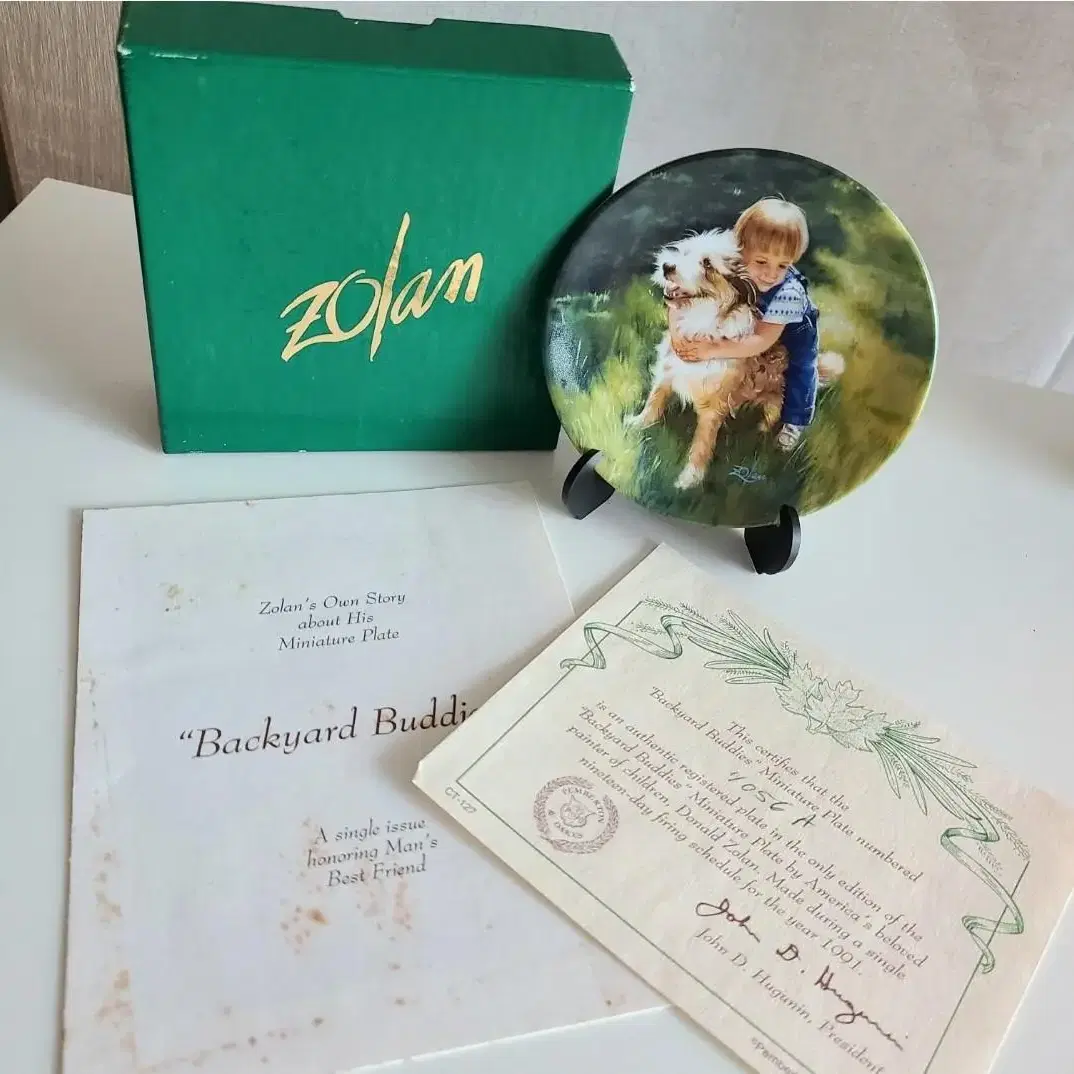 Zolan
Zolan
Zolan's Own Story
about His
Miniature Plate
"Backyard Buddie
A single issue
honoring Man's
Best Friend
This certifies that the
"Backyard Buddies" Miniature Plate numbered
is an authentic registered plate in the only edition of the
"Backyard Buddies" Miniature Plate by America's beloved
painter of children, Donald Zolan. Made during a single
nineteen-day firing schedule for the year 1991.
PEMBERTON
& OAKES
John D. Hugunin
John D. Hugunin, President
CT-127